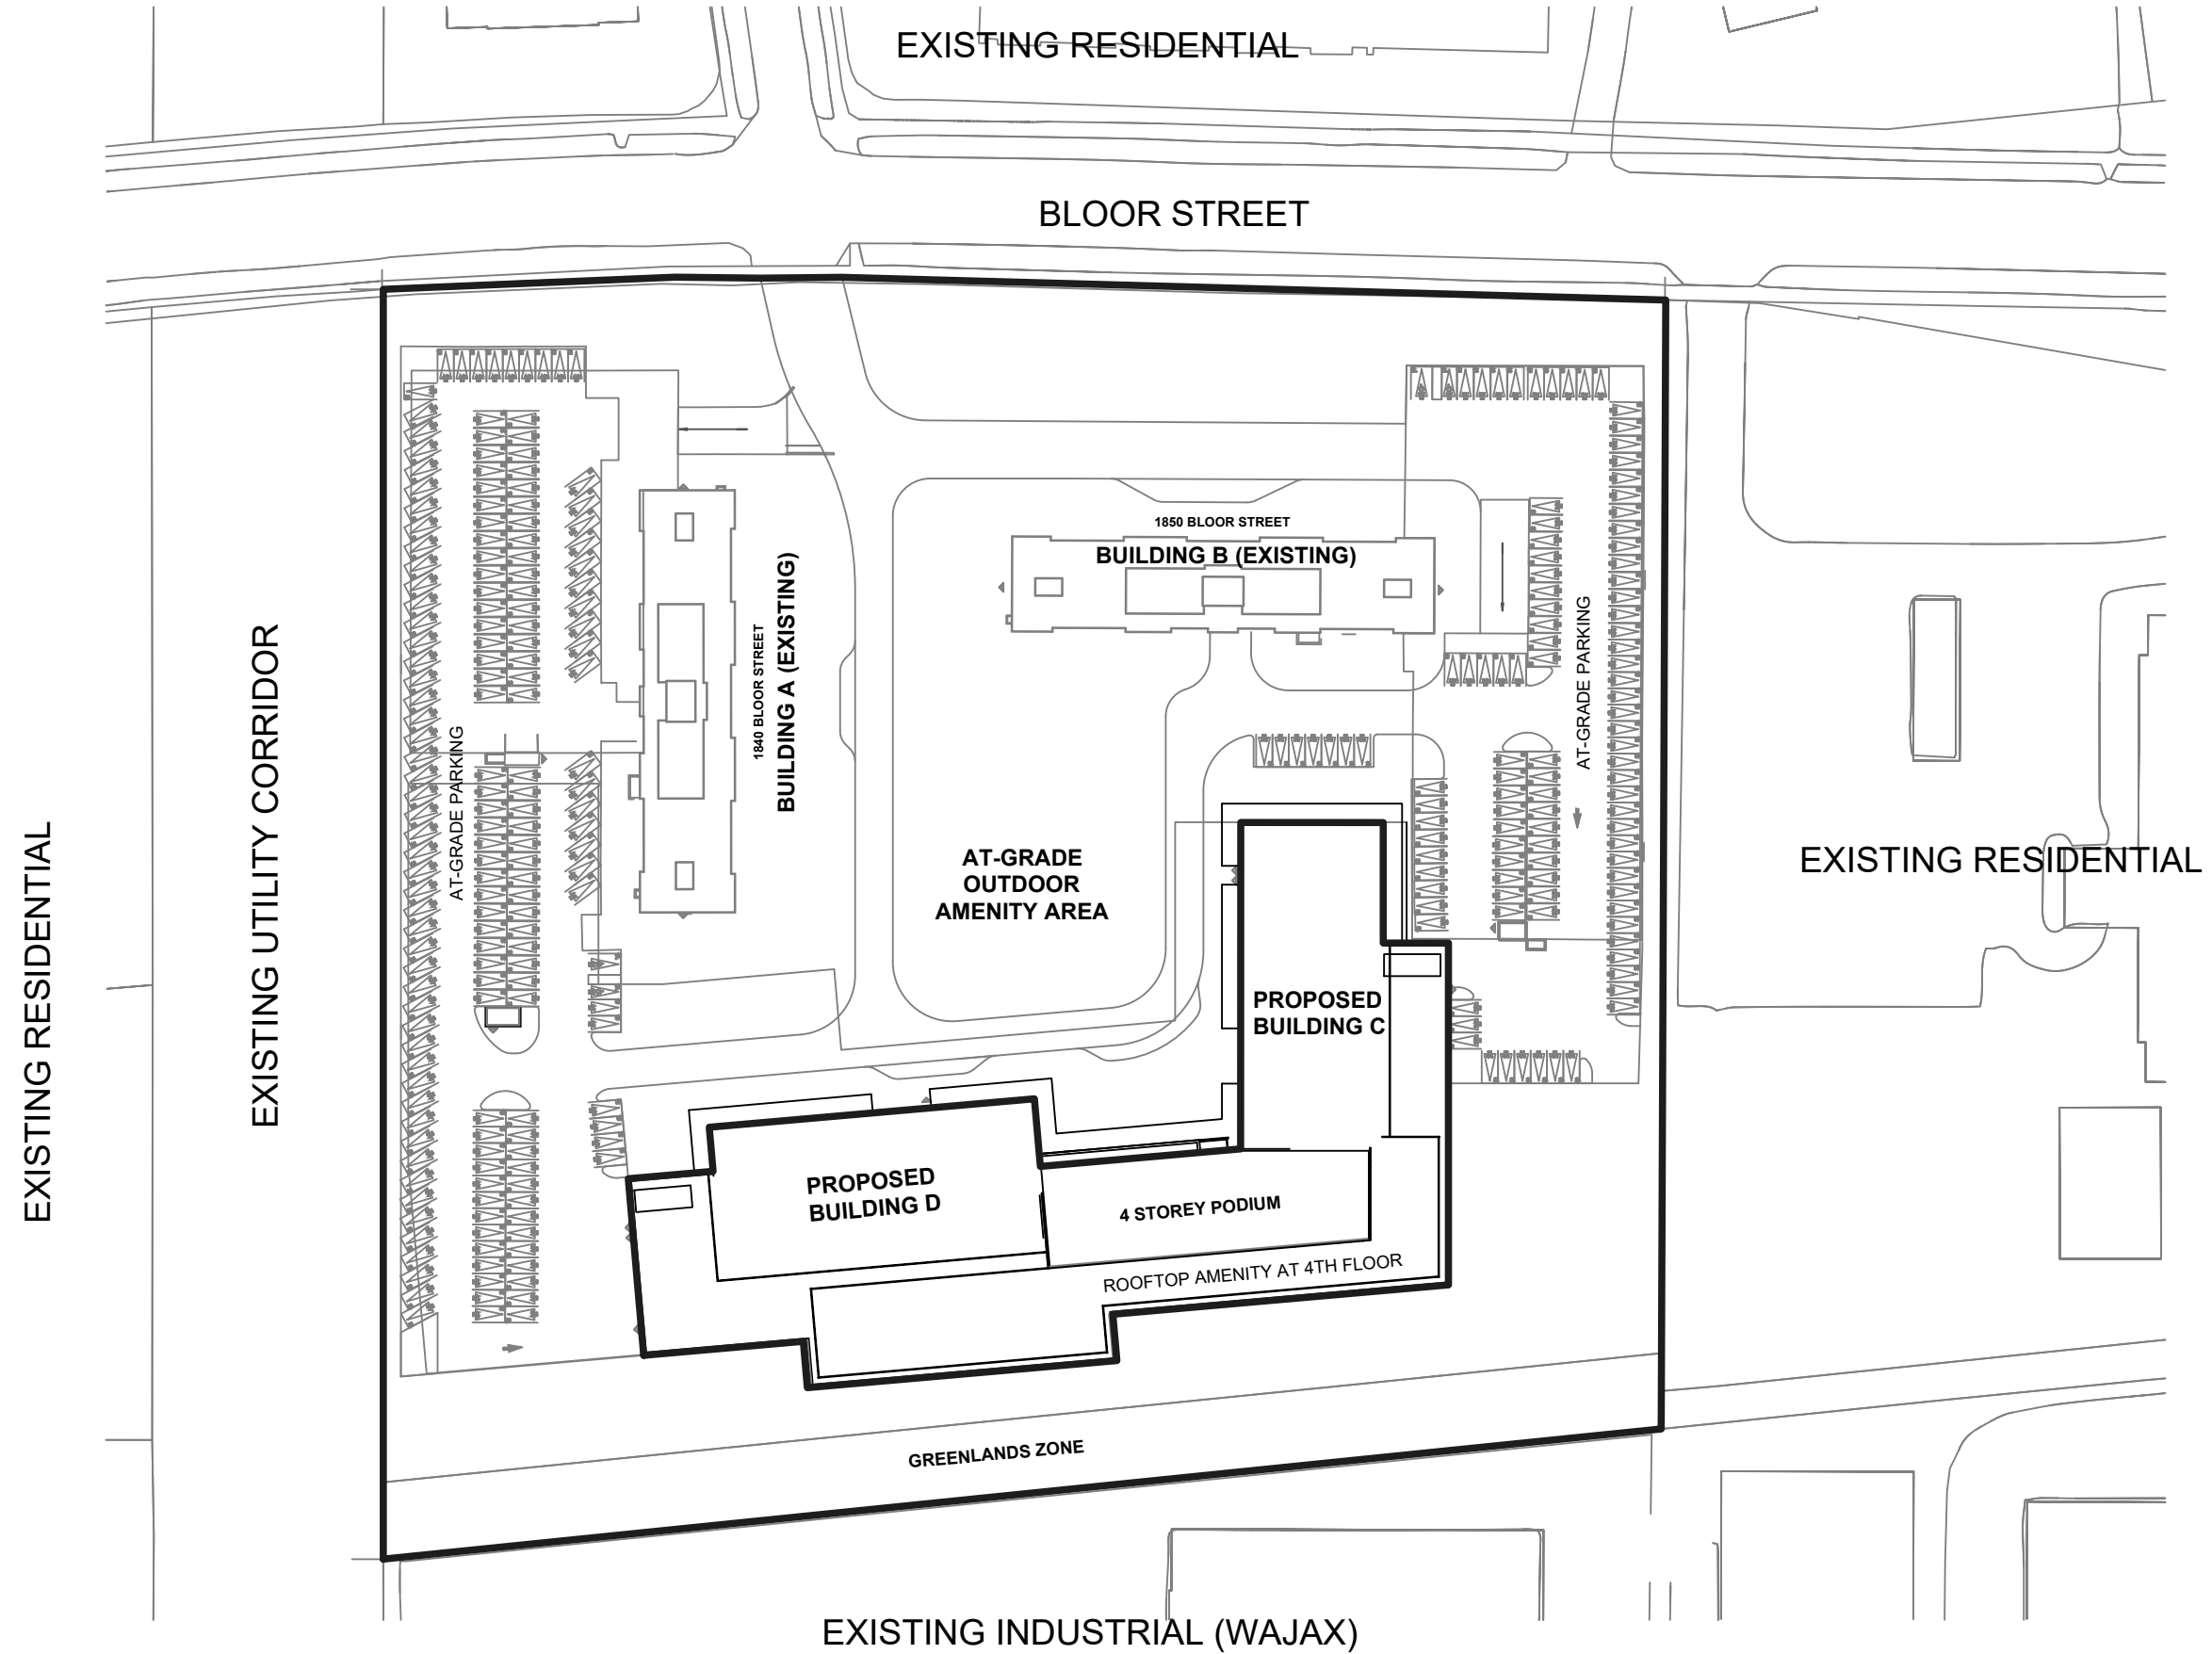 EXISTING RESIDENTIAL
BLOOR STREET
1850 BLOOR STREET
BUILDING B (EXISTING)
1840 BLOOR STREET
BUILDING A (EXISTING)
AT-GRADE PARKING
AT-GRADE PARKING
EXISTING UTILITY CORRIDOR
EXISTING RESIDENTIAL
EXISTING RESIDENTIAL
AT-GRADE
OUTDOOR
AMENITY AREA
PROPOSED
BUILDING C
PROPOSED
BUILDING D
4 STOREY PODIUM
ROOFTOP AMENITY AT 4TH FLOOR
GREENLANDS ZONE
EXISTING INDUSTRIAL (WAJAX)